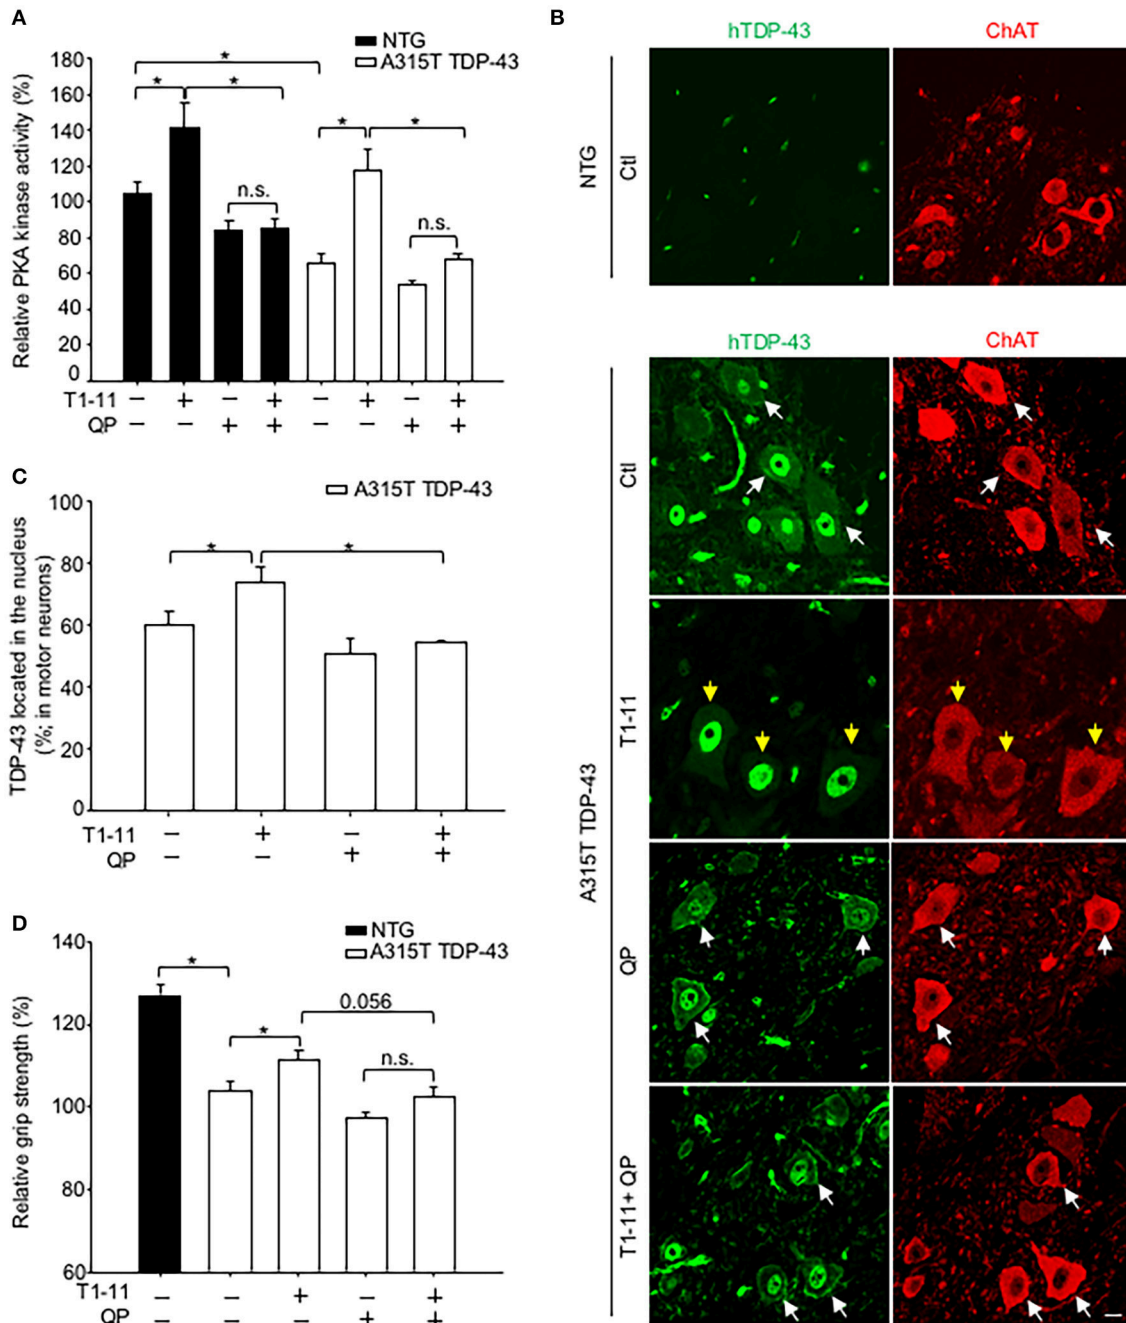 A
NTG
A315T TDP-43
Relative PKA kinase activity (%)
180
160
140
120
100
80
60
40
20
0
*
*
*
n.s.
*
*
n.s.
T1-11 − + − + − + − +
QP − − + + − − + +
B
hTDP-43 ChAT
NTG
Ctl
hTDP-43 ChAT
A315T TDP-43
Ctl
T1-11
QP
T1-11+ QP
C
A315T TDP-43
TDP-43 located in the nucleus
(%; in motor neurons)
100
80
60
40
20
0
*
*
T1-11 − + − +
QP − − + +
D
NTG
A315T TDP-43
Relative grip strength (%)
140
120
100
80
60
*
*
0.056
n.s.
T1-11 − − + − +
QP − − − + +